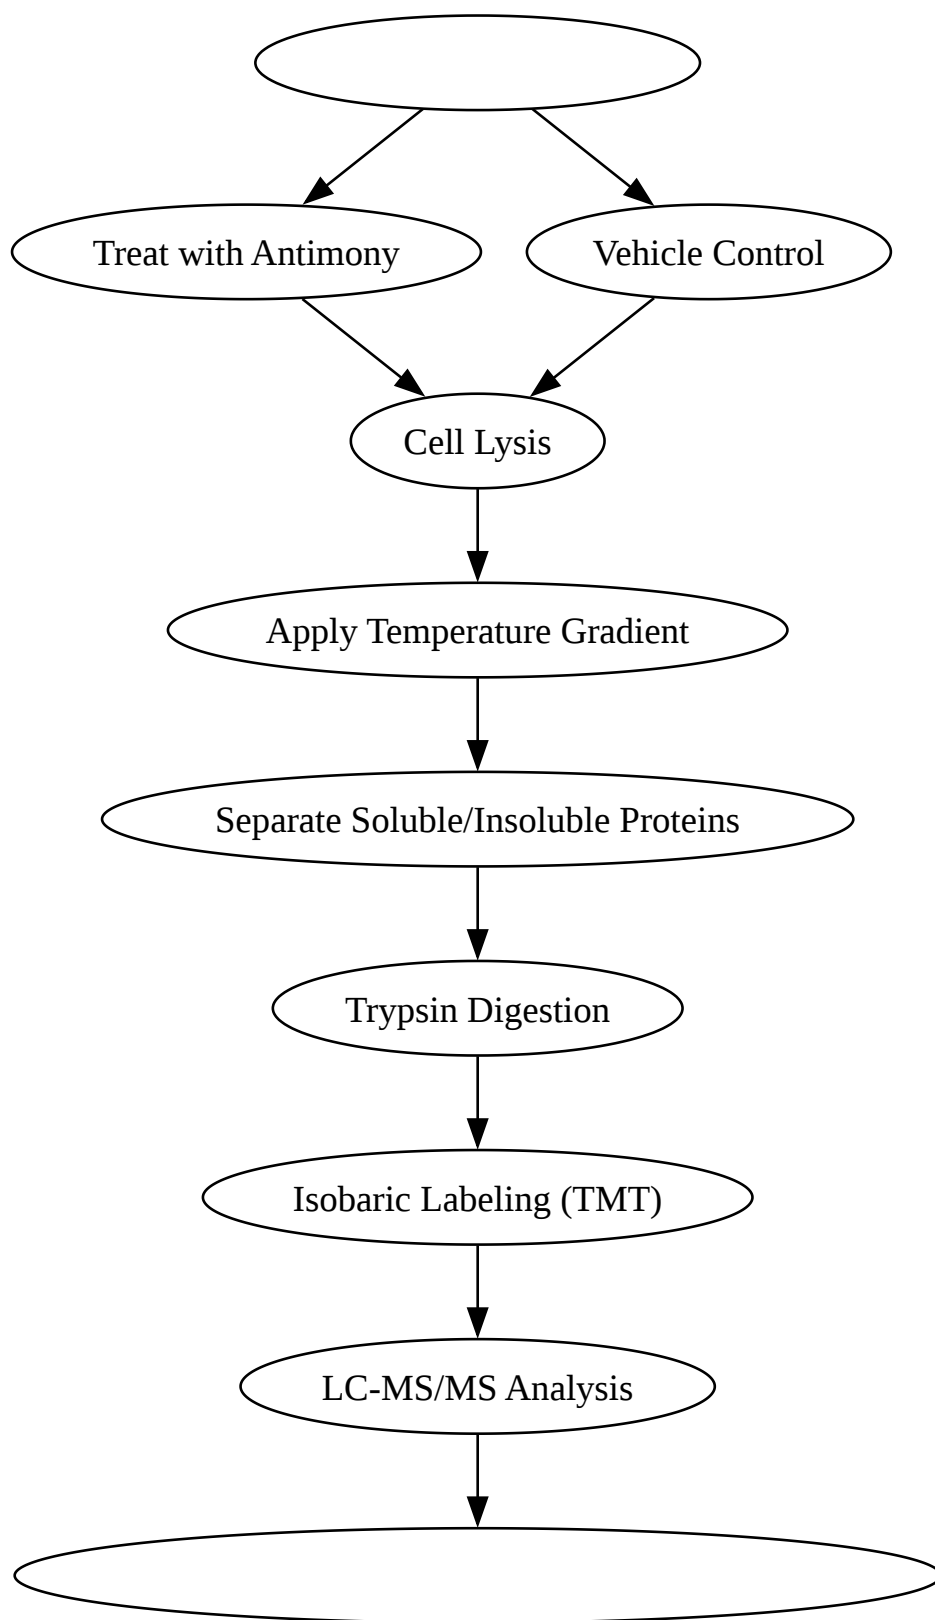 Treat with Antimony
Vehicle Control
Cell Lysis
Apply Temperature Gradient
Separate Soluble/Insoluble Proteins
Trypsin Digestion
Isobaric Labeling (TMT)
LC-MS/MS Analysis